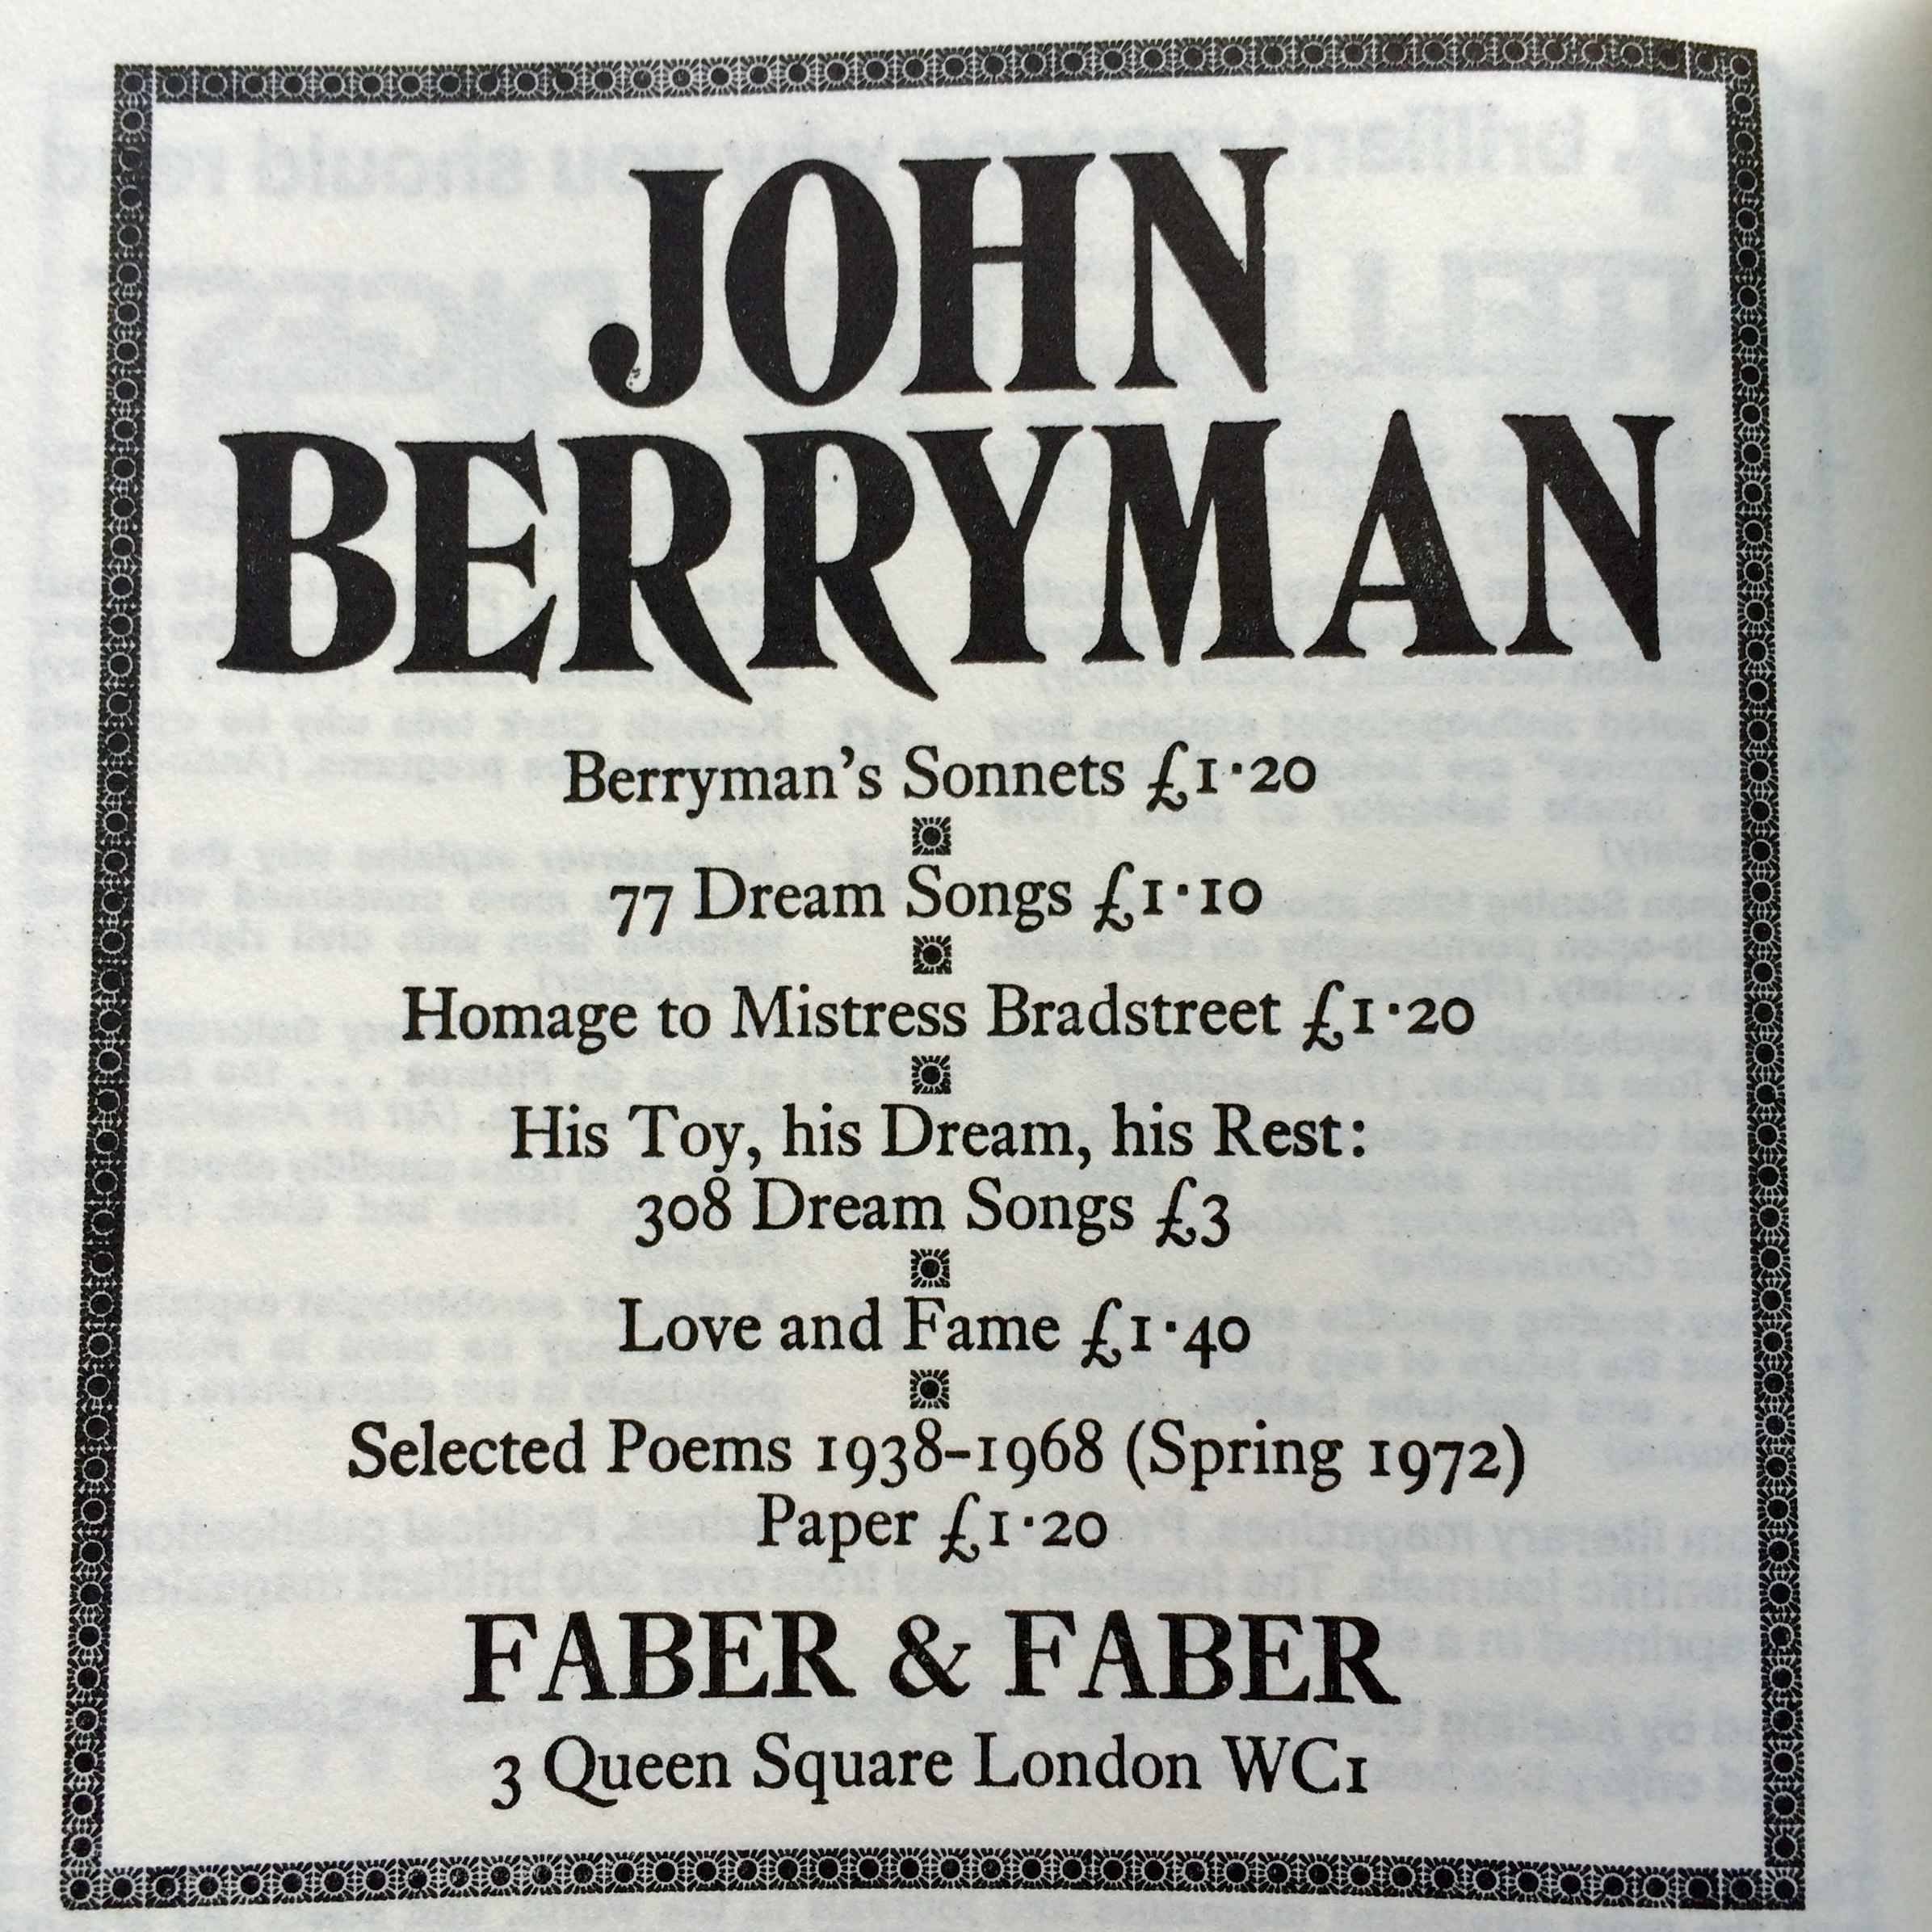 JOHN
BERRYMAN
Berryman's Sonnets £1·20
77 Dream Songs £1·10
Homage to Mistress Bradstreet £1·20
His Toy, his Dream, his Rest:
308 Dream Songs £3
Love and Fame £1·40
Selected Poems 1938–1968 (Spring 1972)
Paper £1·20
FABER & FABER
3 Queen Square London WC1